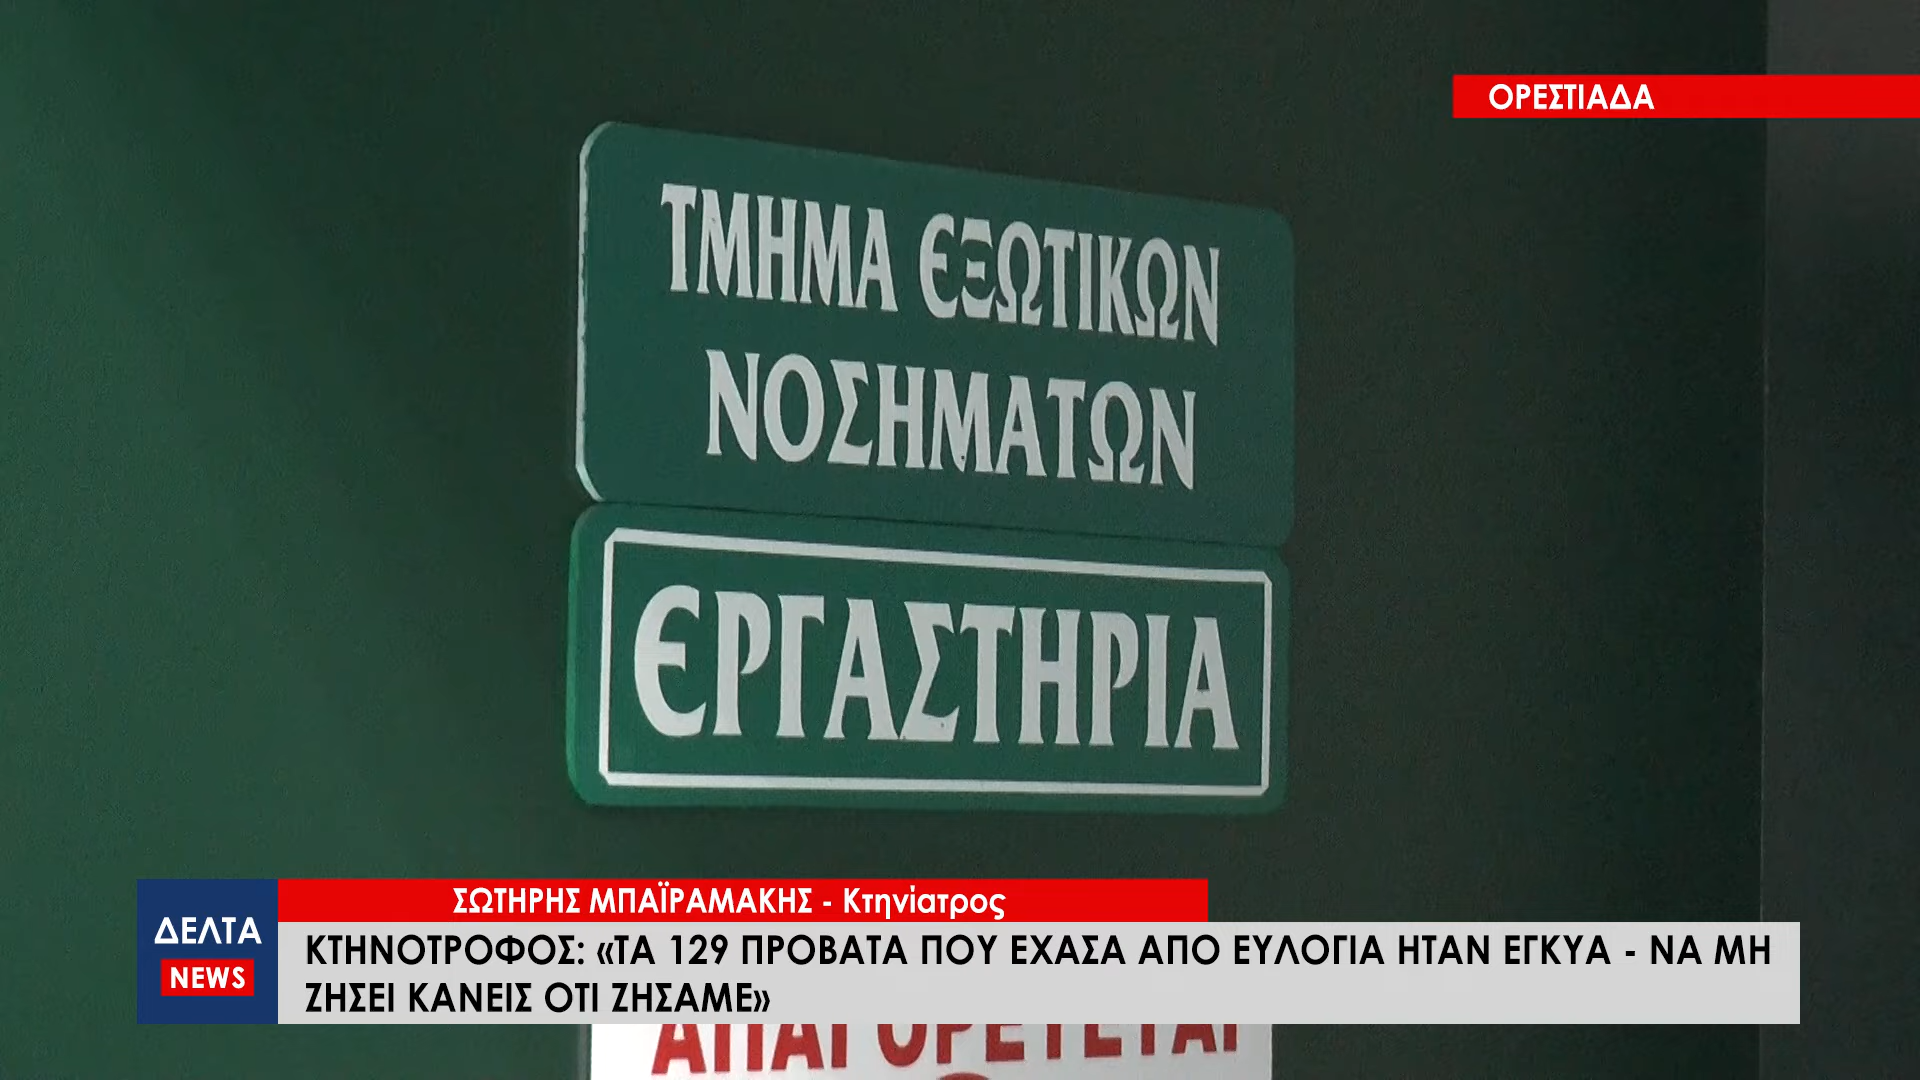 ΟΡΕΣΤΙΑΔΑ
ΤΜΗΜΑ ΕΞΩΤΙΚΩΝ
ΝΟΣΗΜΑΤΩΝ
ΕΡΓΑΣΤΗΡΙΑ
ΣΩΤΗΡΗΣ ΜΠΑΪΡΑΜΑΚΗΣ - Κτηνίατρος
ΔΕΛΤΑ
NEWS
ΚΤΗΝΟΤΡΟΦΟΣ: «ΤΑ 129 ΠΡΟΒΑΤΑ ΠΟΥ ΕΧΑΣΑ ΑΠΟ ΕΥΛΟΓΙΑ ΗΤΑΝ ΕΓΚΥΑ - ΝΑ ΜΗ
ΖΗΣΕΙ ΚΑΝΕΙΣ ΟΤΙ ΖΗΣΑΜΕ»
ΑΠΑΓΟΡΕΥΕΤΑΙ